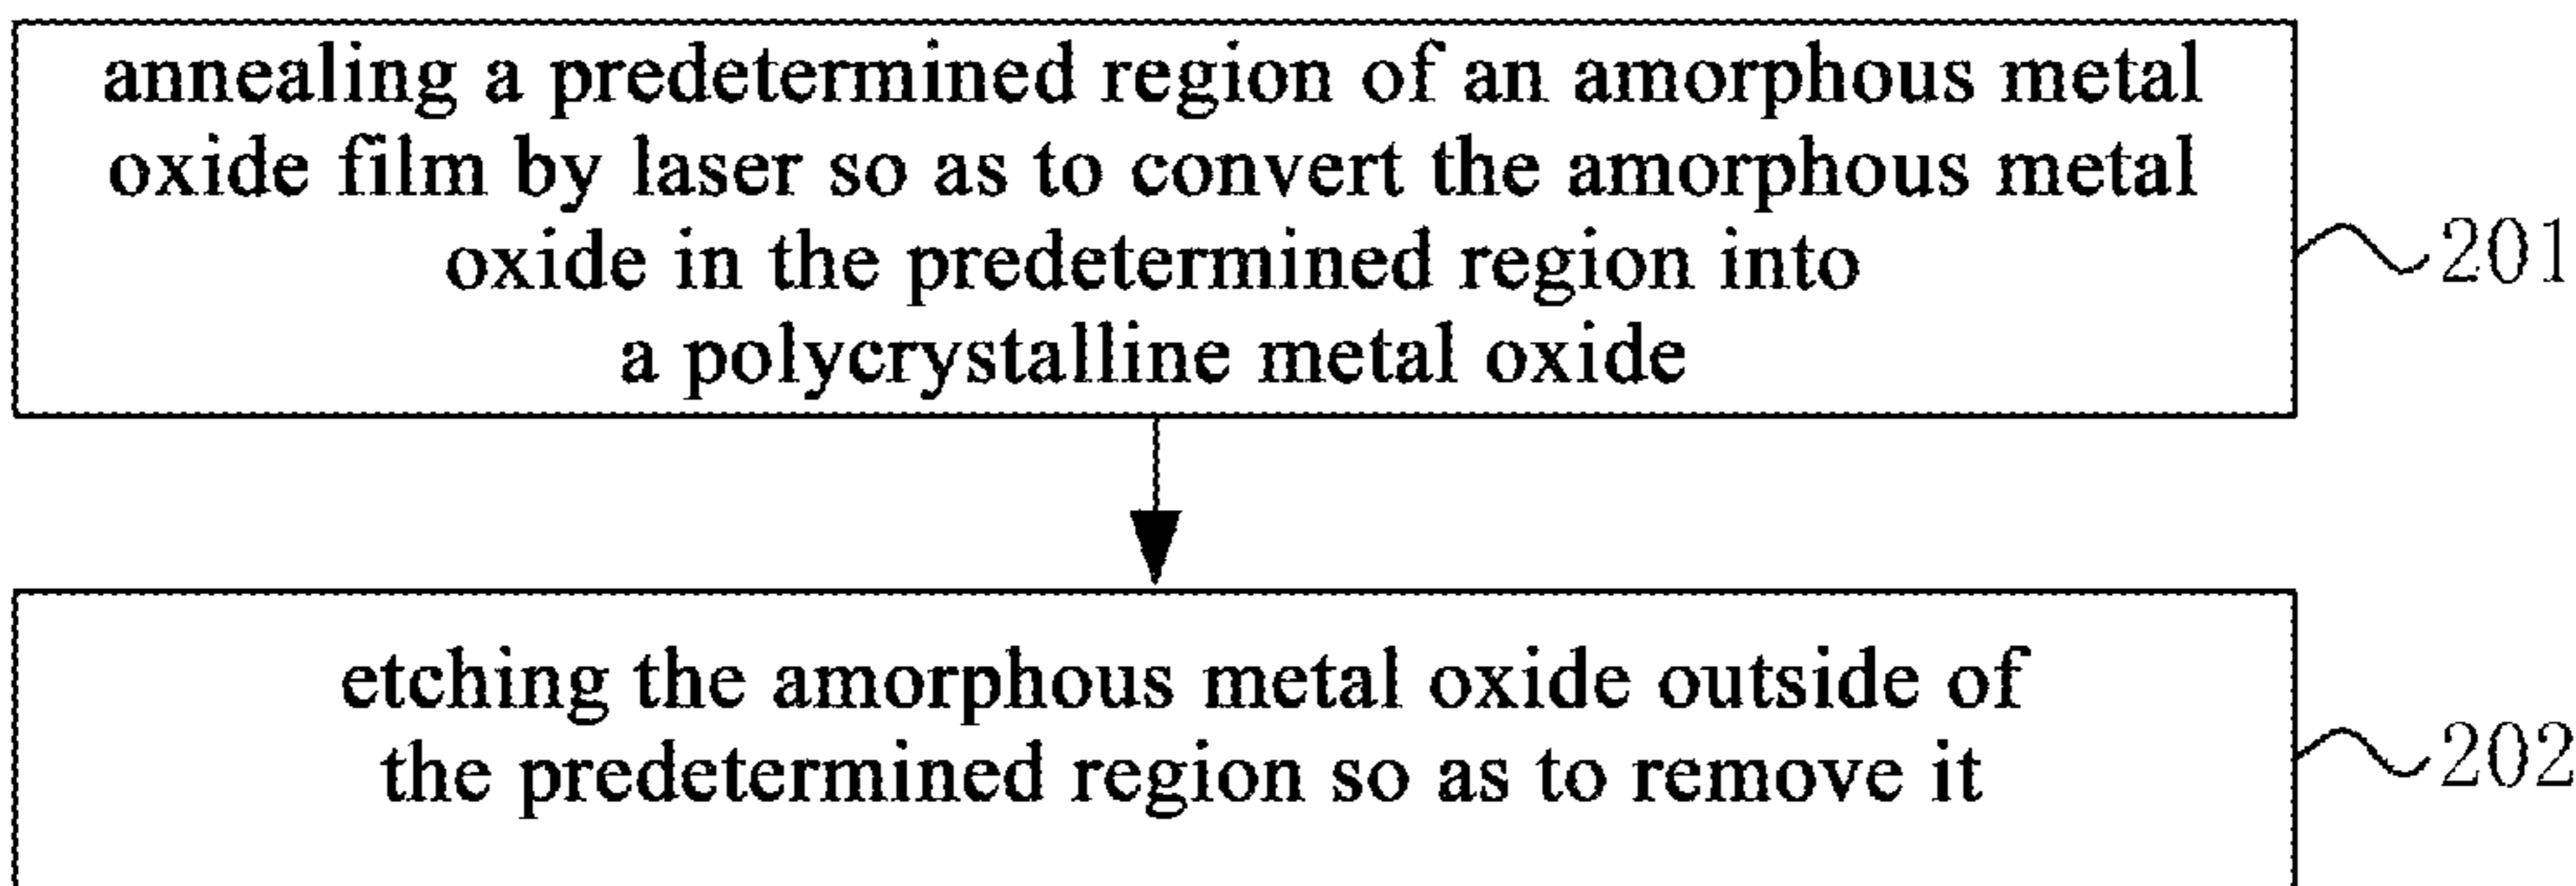 annealing a predetermined region of an amorphous metal
oxide film by laser so as to convert the amorphous metal
oxide in the predetermined region into
a polycrystalline metal oxide
201
etching the amorphous metal oxide outside of
the predetermined region so as to remove it
202